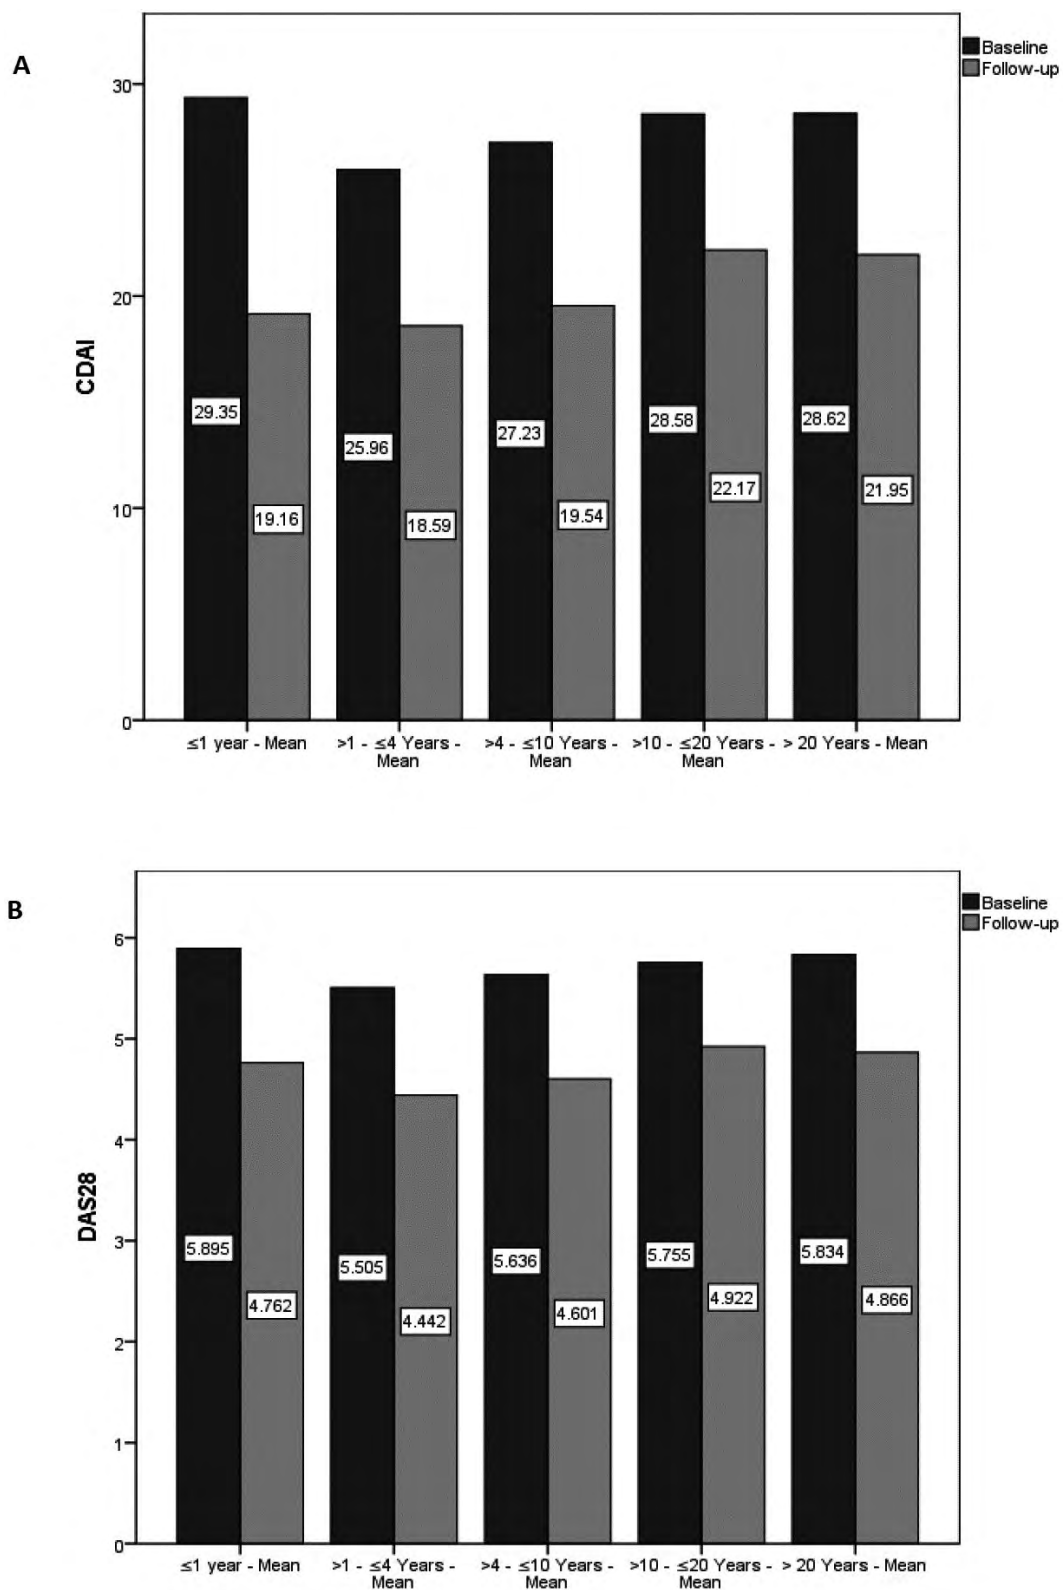 A
Baseline
Follow-up
30
20
10
0
CDAI
29.35
19.16
25.96
18.59
27.23
19.54
28.58
22.17
28.62
21.95
≤1 year - Mean
>1 - ≤4 Years -
Mean
>4 - ≤10 Years -
Mean
>10 - ≤20 Years -
Mean
> 20 Years - Mean
B
Baseline
Follow-up
6
5
4
3
2
1
0
DAS28
5.895
4.762
5.505
4.442
5.636
4.601
5.755
4.922
5.834
4.866
≤1 year - Mean
>1 - ≤4 Years -
Mean
>4 - ≤10 Years -
Mean
>10 - ≤20 Years -
Mean
> 20 Years - Mean